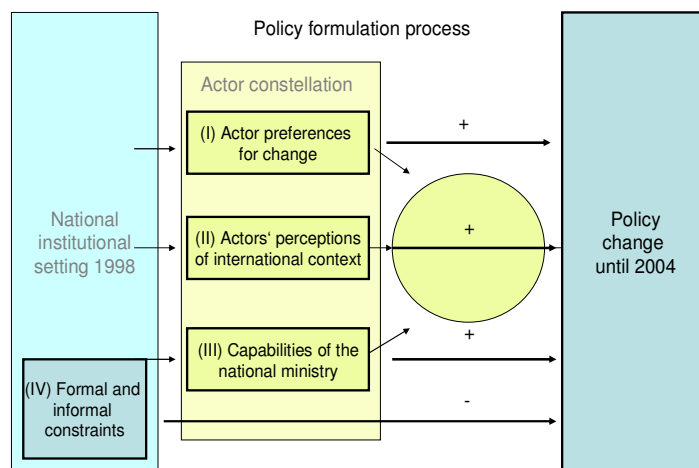 Policy formulation process
Actor constellation
(I) Actor preferences
for change
+
National
institutional
setting 1998
(II) Actors‘ perceptions
of international context
+
Policy
change
until 2004
(III) Capabilities of the
national ministry
+
(IV) Formal and
informal
constraints
-